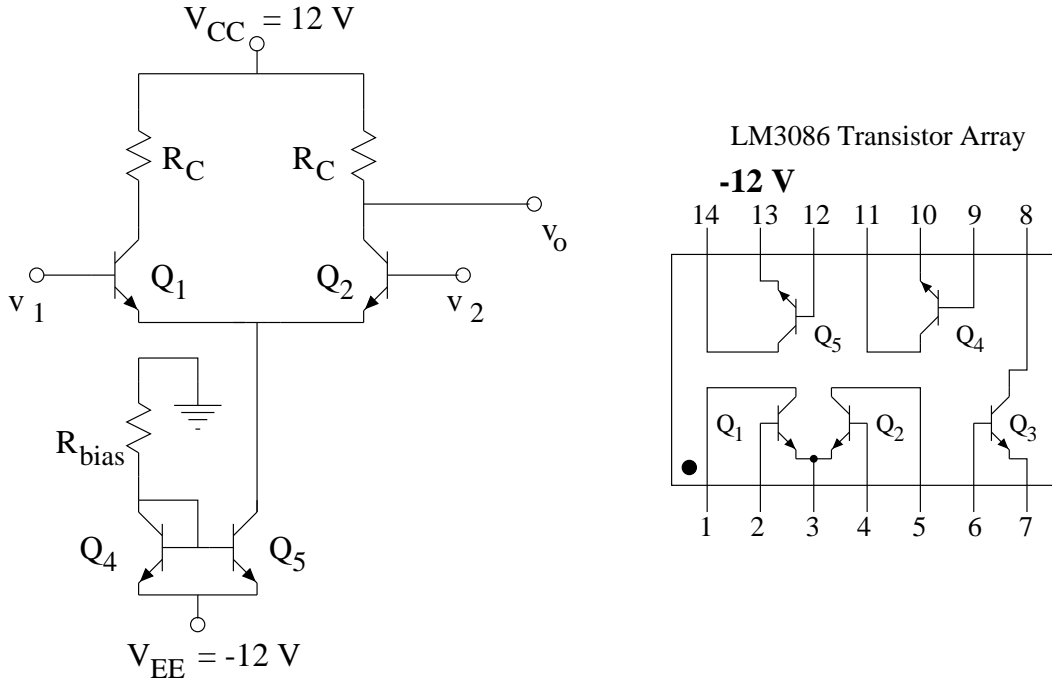 V_CC = 12 V
R_C
R_C
v_o
Q_1
Q_2
v_1
v_2
R_bias
Q_4
Q_5
V_EE = -12 V
LM3086 Transistor Array
-12 V
14 13 12 11 10 9 8
Q_5
Q_4
Q_1
Q_2
Q_3
1 2 3 4 5 6 7